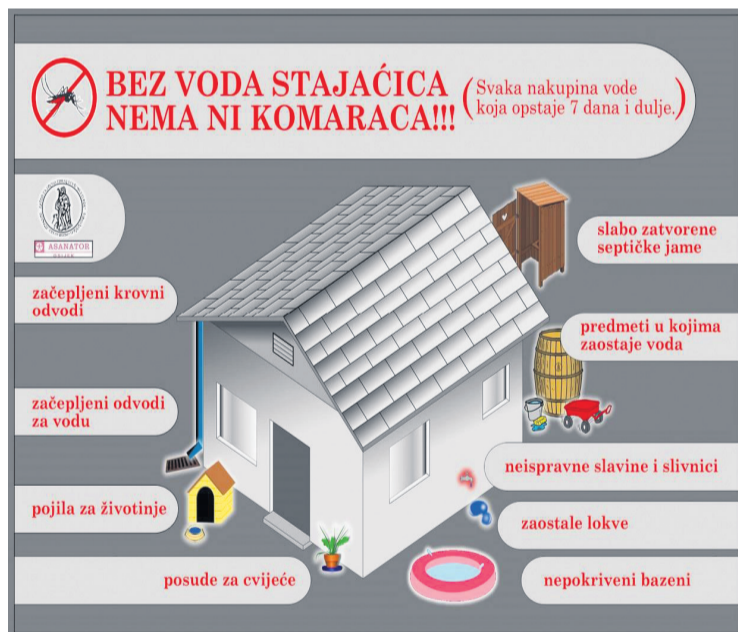 BEZ VODA STAJAĆICA
NEMA NI KOMARACA!!!
(Svaka nakupina vode
koja opstaje 7 dana i dulje.)
ASANATOR
začepljeni krovni
odvodi
začepljeni odvodi
za vodu
pojila za životinje
posude za cvijeće
slabo zatvorene
septičke jame
predmeti u kojima
zaostaje voda
neispravne slavine i slivnici
zaostale lokve
nepokriveni bazeni